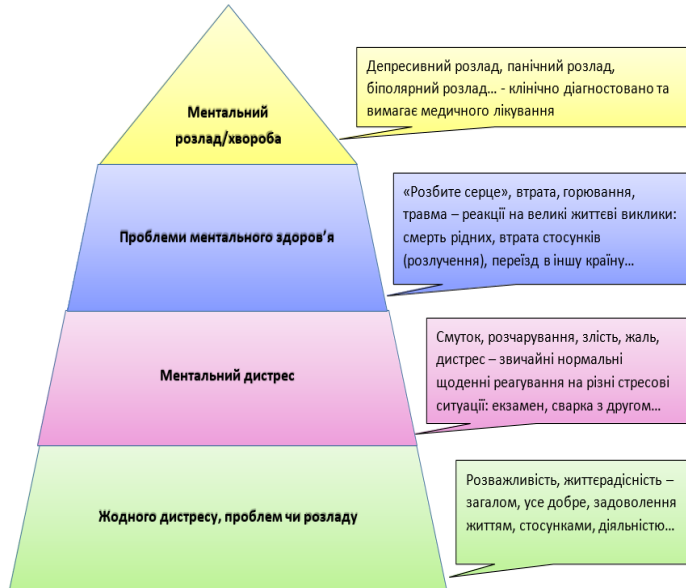 Ментальний
розлад/хвороба
Депресивний розлад, панічний розлад,
біполярний розлад… - клінічно діагностовано та
вимагає медичного лікування
Проблеми ментального здоров’я
«Розбите серце», втрата, горювання,
травма – реакції на великі життєві виклики:
смерть рідних, втрата стосунків
(розлучення), переїзд в іншу країну…
Ментальний дистрес
Смуток, розчарування, злість, жаль,
дистрес – звичайні нормальні
щоденні реагування на різні стресові
ситуації: екзамен, сварка з другом…
Жодного дистресу, проблем чи розладу
Розважливість, життєрадісність –
загалом, усе добре, задоволення
життям, стосунками, діяльністю…